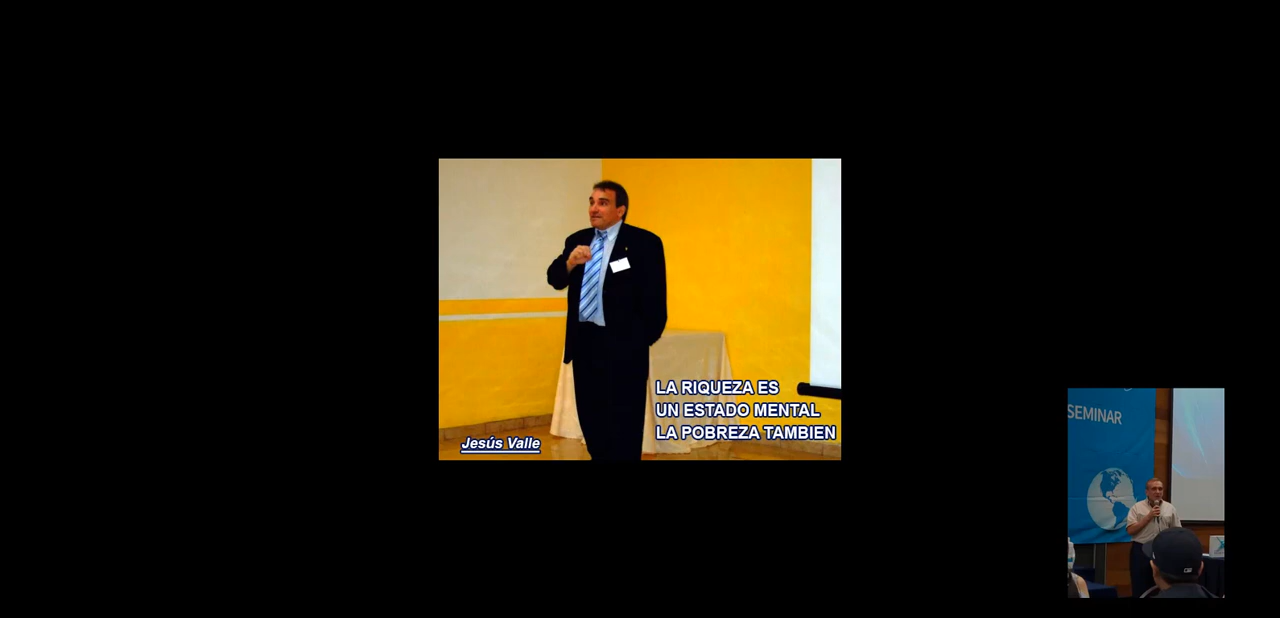 LA RIQUEZA ES
UN ESTADO MENTAL
LA POBREZA TAMBIEN
Jesús Valle
SEMINAR